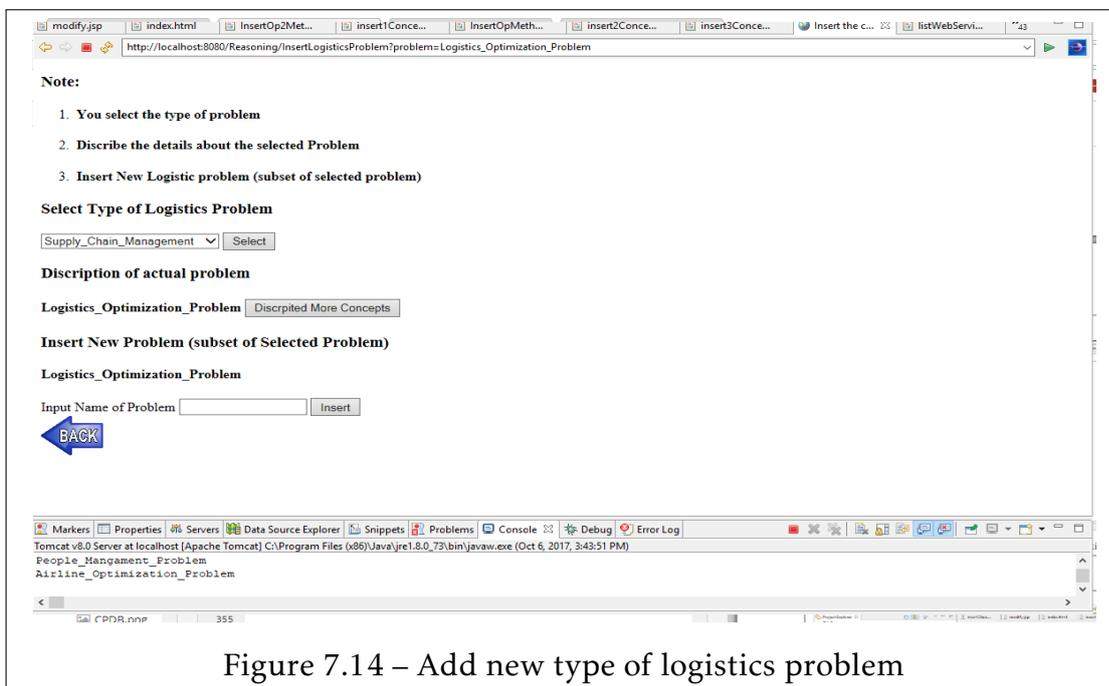 modify.jsp index.html InsertOp2Met... insert1Conce... InsertOpMeth... insert2Conce... insert3Conce... Insert the c... listWebServi... "43
http://localhost:8080/Reasoning/InsertLogisticsProblem?problem=Logistics_Optimization_Problem
Note:
1. You select the type of problem
2. Discribe the details about the selected Problem
3. Insert New Logistic problem (subset of selected problem)
Select Type of Logistics Problem
Supply_Chain_Management Select
Discription of actual problem
Logistics_Optimization_Problem Discrpited More Concepts
Insert New Problem (subset of Selected Problem)
Logistics_Optimization_Problem
Input Name of Problem Insert
BACK
Markers Properties Servers Data Source Explorer Snippets Problems Console Debug Error Log
Tomcat v8.0 Server at localhost [Apache Tomcat] C:\Program Files (x86)\Java\jre1.8.0_73\bin\javaw.exe (Oct 6, 2017, 3:43:51 PM)
People_Mangament_Problem
Airline_Optimization_Problem
CPDB.png 355
Figure 7.14 – Add new type of logistics problem